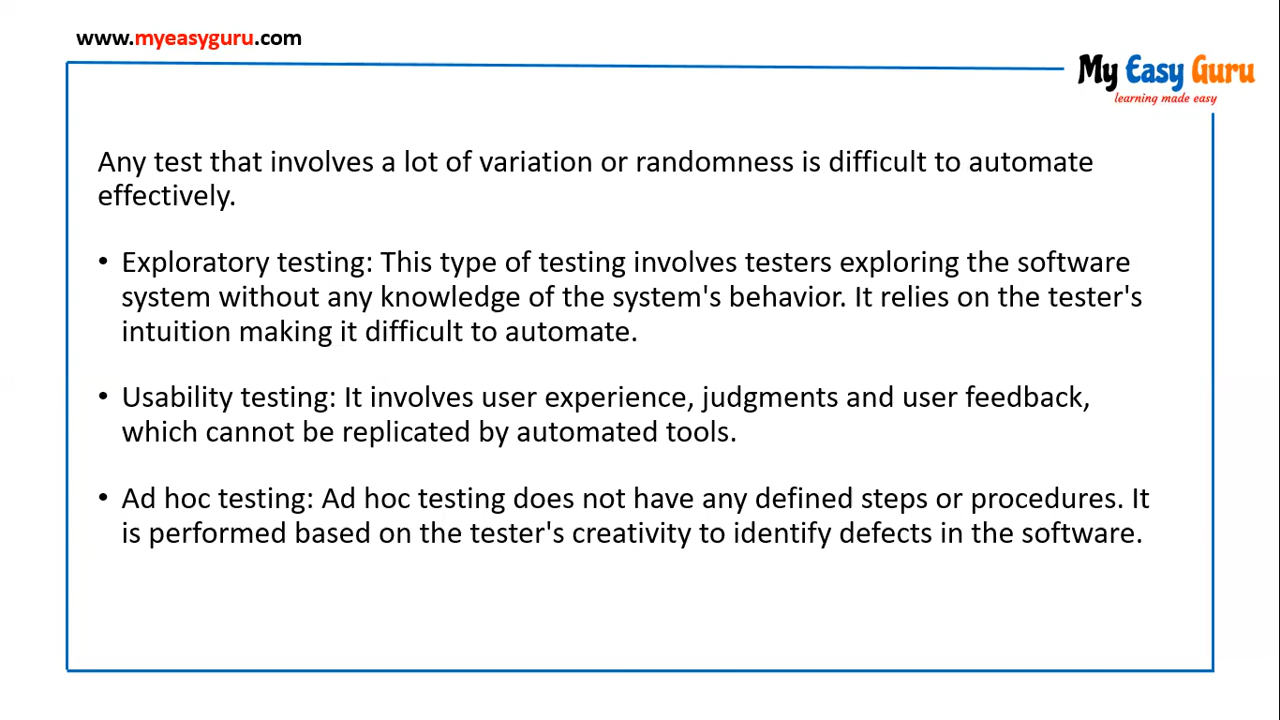 www.myeasyguru.com
My Easy Guru
learning made easy
Any test that involves a lot of variation or randomness is difficult to automate
effectively.
• Exploratory testing: This type of testing involves testers exploring the software
system without any knowledge of the system's behavior. It relies on the tester's
intuition making it difficult to automate.
• Usability testing: It involves user experience, judgments and user feedback,
which cannot be replicated by automated tools.
• Ad hoc testing: Ad hoc testing does not have any defined steps or procedures. It
is performed based on the tester's creativity to identify defects in the software.